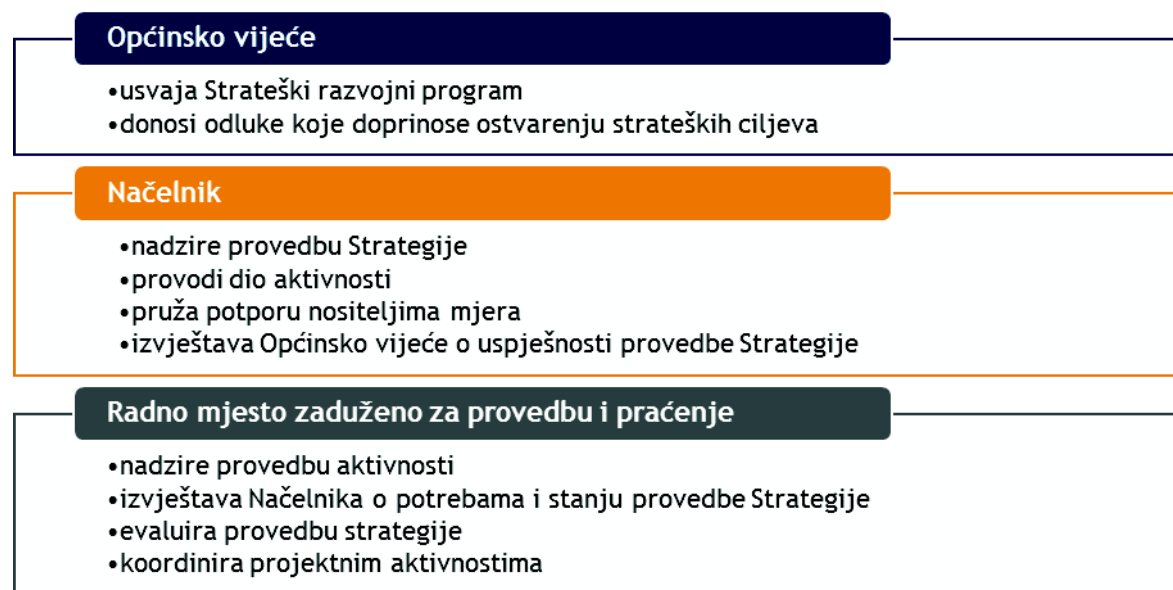 Općinsko vijeće
•usvaja Strateški razvojni program
•donosi odluke koje doprinose ostvarenju strateških ciljeva
Načelnik
•nadzire provedbu Strategije
•provodi dio aktivnosti
•pruža potporu nositeljima mjera
•izvještava Općinsko vijeće o uspješnosti provedbe Strategije
Radno mjesto zaduženo za provedbu i praćenje
•nadzire provedbu aktivnosti
•izvještava Načelnika o potrebama i stanju provedbe Strategije
•evaluira provedbu strategije
•koordinira projektnim aktivnostima